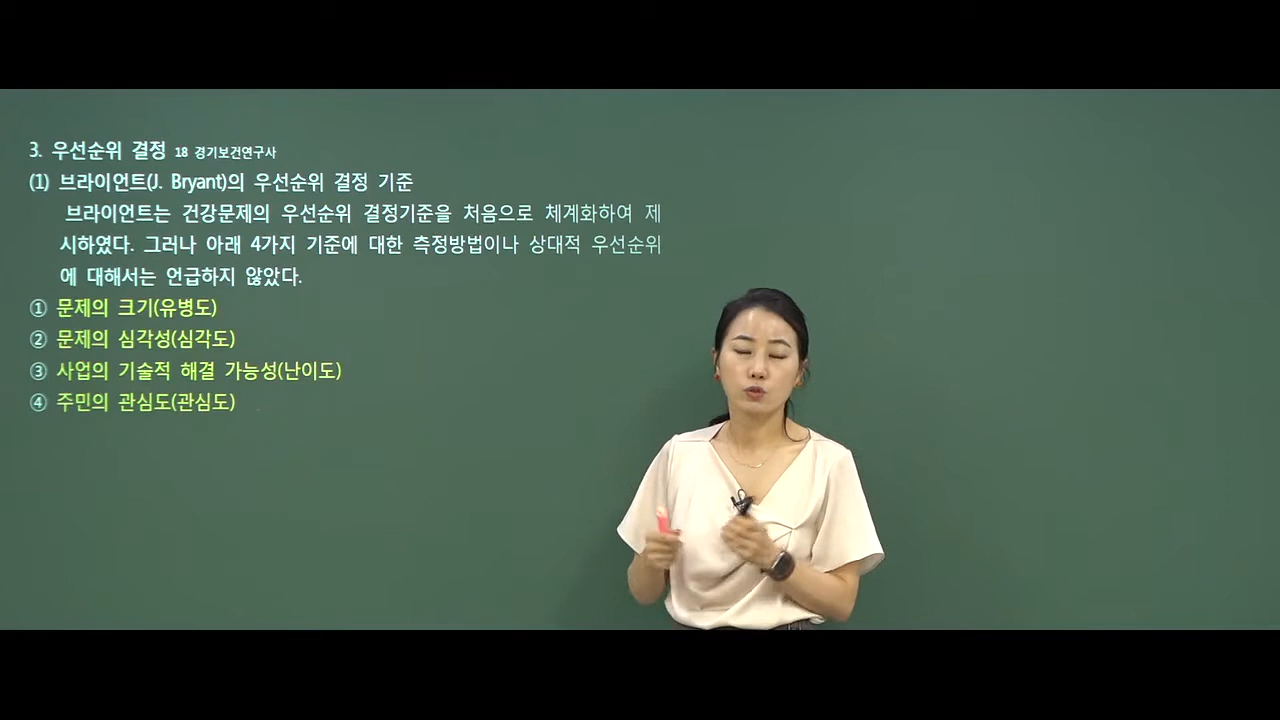 3. 우선순위 결정 18 경기보건연구사
(1) 브라이언트(J. Bryant)의 우선순위 결정 기준
브라이언트는 건강문제의 우선순위 결정기준을 처음으로 체계화하여 제
시하였다. 그러나 아래 4가지 기준에 대한 측정방법이나 상대적 우선순위
에 대해서는 언급하지 않았다.
① 문제의 크기(유병도)
② 문제의 심각성(심각도)
③ 사업의 기술적 해결 가능성(난이도)
④ 주민의 관심도(관심도)